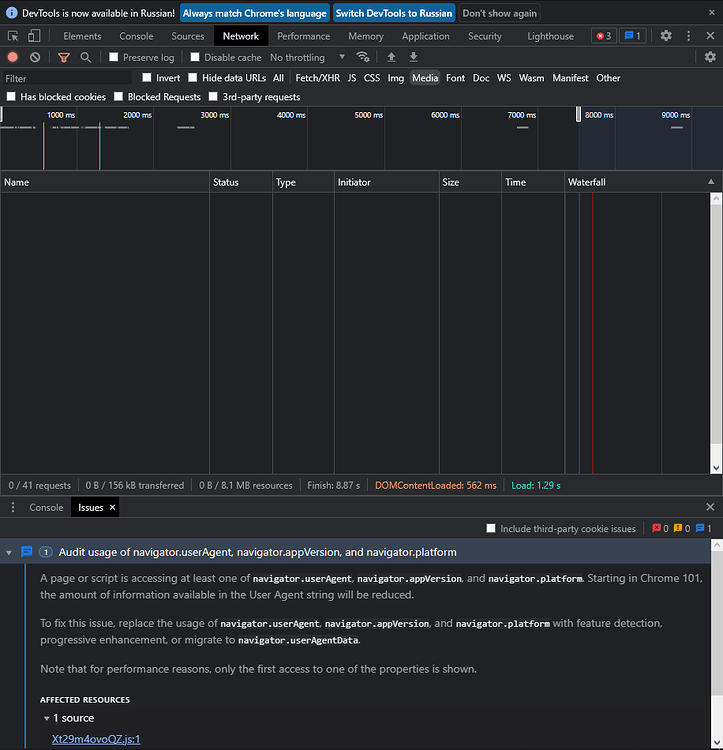 DevTools is now available in Russian! Always match Chrome's language Switch DevTools to Russian Don't show again
Elements Console Sources Network Performance Memory Application Security Lighthouse 3 1
Preserve log Disable cache No throttling
Filter Invert Hide data URLs All Fetch/XHR JS CSS Img Media Font Doc WS Wasm Manifest Other
Has blocked cookies Blocked Requests 3rd-party requests
1000 ms 2000 ms 3000 ms 4000 ms 5000 ms 6000 ms 7000 ms 8000 ms 9000 ms
Name Status Type Initiator Size Time Waterfall
0 / 41 requests 0 B / 156 kB transferred 0 B / 8.1 MB resources Finish: 8.87 s DOMContentLoaded: 562 ms Load: 1.29 s
Console Issues
Include third-party cookie issues 0 0 1
1 Audit usage of navigator.userAgent, navigator.appVersion, and navigator.platform
A page or script is accessing at least one of navigator.userAgent, navigator.appVersion, and navigator.platform. Starting in Chrome 101,
the amount of information available in the User Agent string will be reduced.
To fix this issue, replace the usage of navigator.userAgent, navigator.appVersion, and navigator.platform with feature detection,
progressive enhancement, or migrate to navigator.userAgentData.
Note that for performance reasons, only the first access to one of the properties is shown.
AFFECTED RESOURCES
1 source
Xt29m4ovoQZ.js:1